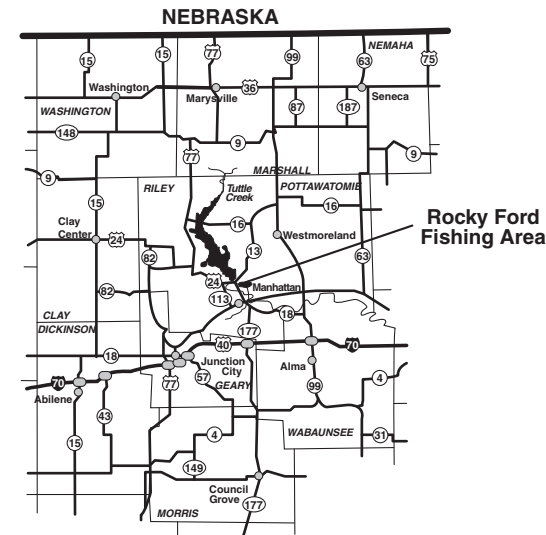 NEBRASKA
15
15
77
99
63
NEMAHA
75
Washington
Marysville
36
87
187
Seneca
WASHINGTON
148
9
9
77
9
MARSHALL
RILEY
Tuttle
Creek
POTTAWATOMIE
15
16
16
Rocky Ford
Fishing Area
Clay
Center
24
82
13
Westmoreland
63
24
Manhattan
82
113
18
CLAY
DICKINSON
177
40
70
18
Junction
City
Alma
70
77
57
GEARY
99
4
Abilene
43
15
4
WABAUNSEE
31
149
Council
Grove
177
MORRIS